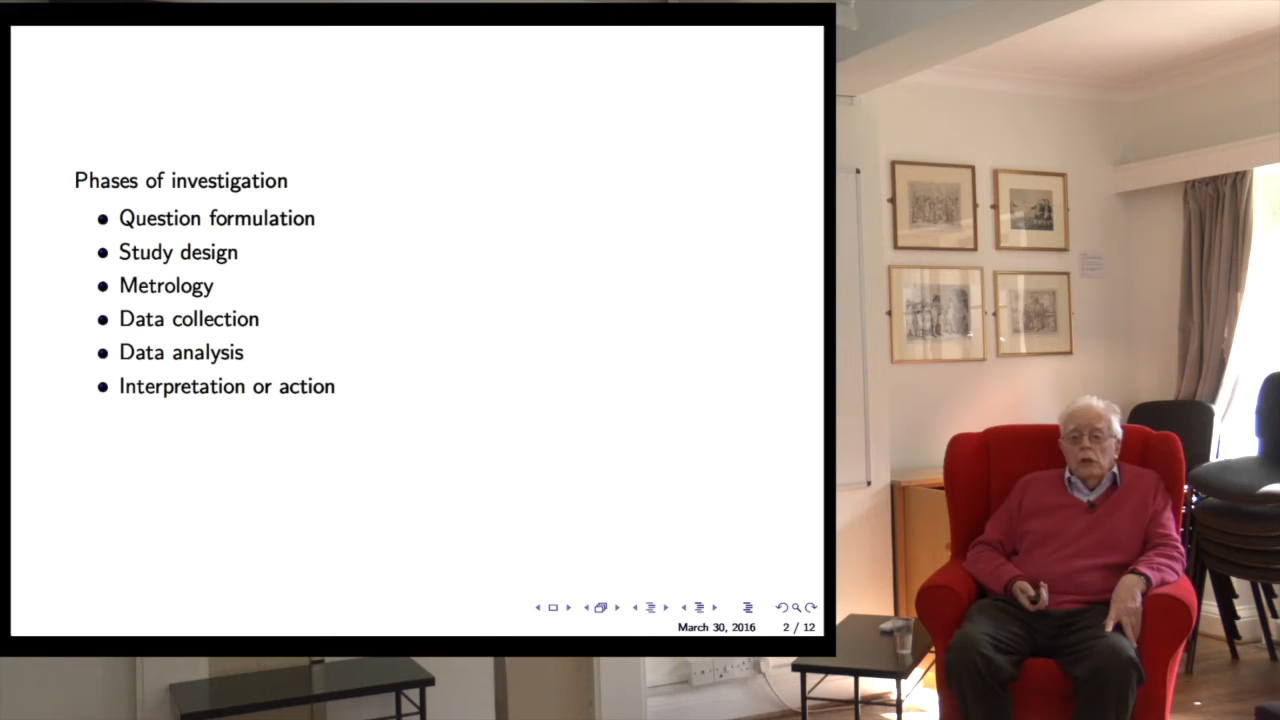 Phases of investigation
Question formulation
Study design
Metrology
Data collection
Data analysis
Interpretation or action
March 30, 2016 2 / 12